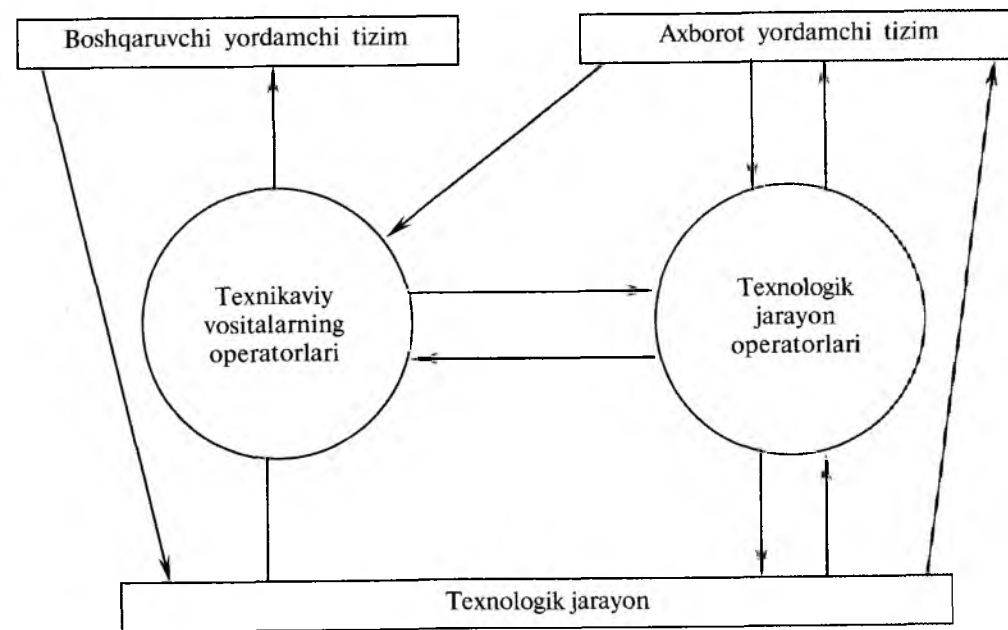 Boshqaruvchi yordamchi tizim
Axborot yordamchi tizim
Texnikaviy
vositalarning
operatorlari
Texnologik
jarayon
operatorlari
Texnologik jarayon